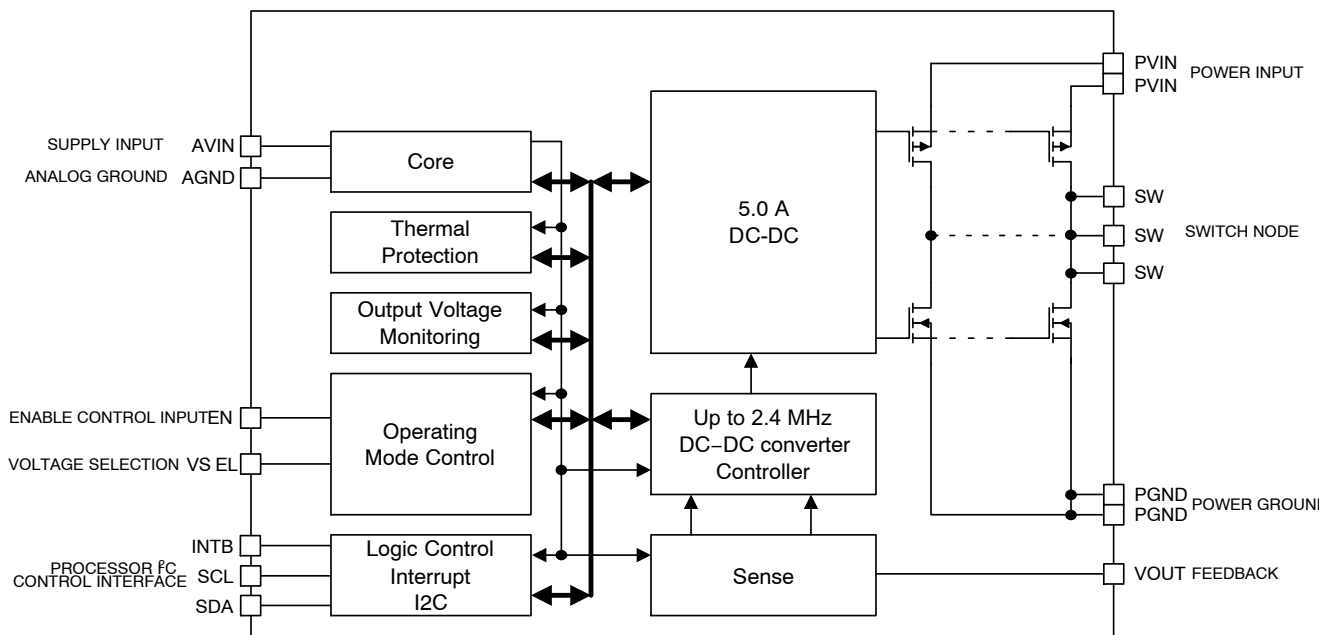 PVIN
POWER INPUT
PVIN
SUPPLY INPUT AVIN
ANALOG GROUND AGND
Core
Thermal
Protection
Output Voltage
Monitoring
5.0 A
DC-DC
SW
SW
SWITCH NODE
SW
ENABLE CONTROL INPUTEN
VOLTAGE SELECTION VS EL
Operating
Mode Control
Up to 2.4 MHz
DC−DC converter
Controller
PGND
POWER GROUND
PGND
INTB
PROCESSOR I²C
CONTROL INTERFACE
SCL
SDA
Logic Control
Interrupt
I2C
Sense
VOUT FEEDBACK